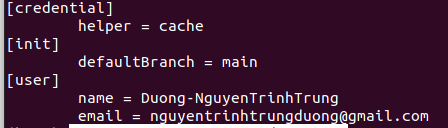 [credential]
helper = cache
[init]
defaultBranch = main
[user]
name = Duong-NguyenTrinhTrung
email = nguyentrinhtrungduong@gmail.com